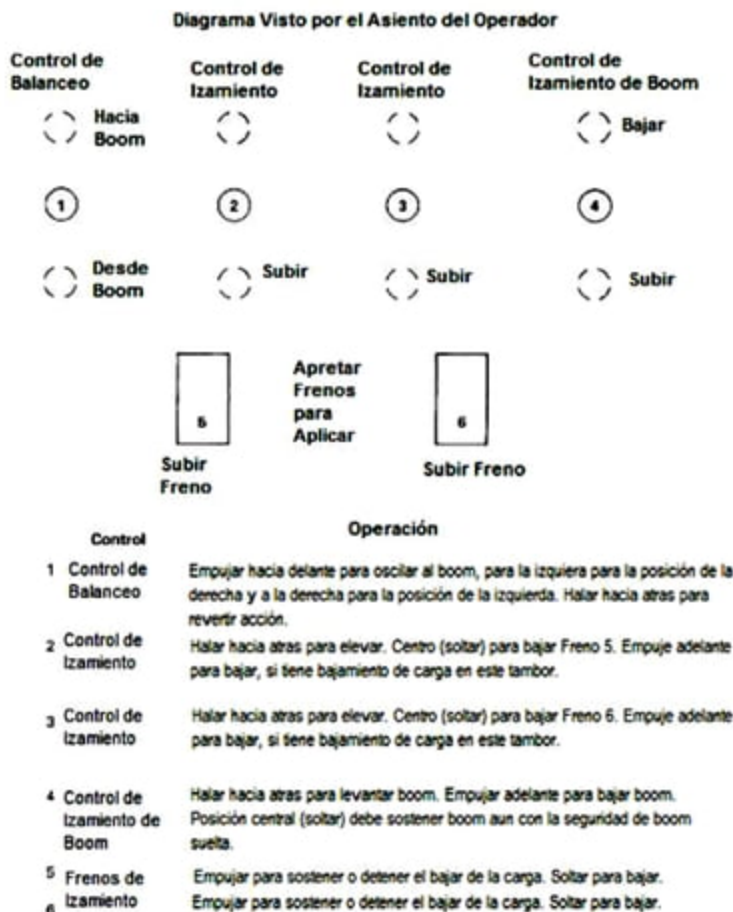 Diagrama Visto por el Asiento del Operador
Control de
Balanceo
Control de
Izamiento
Control de
Izamiento
Control de
Izamiento de Boom
Hacia
Boom
Bajar
1
2
3
4
Desde
Boom
Subir
Subir
Subir
5
Apretar
Frenos
para
Aplicar
6
Subir
Freno
Subir Freno
Control
Operación
1 Control de
Balanceo
Empujar hacia delante para oscilar al boom, para la izquiera para la posición de la
derecha y a la derecha para la posición de la izquierda. Halar hacia atras para
revertir acción.
2 Control de
Izamiento
Halar hacia atras para elevar. Centro (soltar) para bajar Freno 5. Empuje adelante
para bajar, si tiene bajamiento de carga en este tambor.
3 Control de
Izamiento
Halar hacia atras para elevar. Centro (soltar) para bajar Freno 6. Empuje adelante
para bajar, si tiene bajamiento de carga en este tambor.
4 Control de
Izamiento de
Boom
Halar hacia atras para levantar boom. Empujar adelante para bajar boom.
Posición central (soltar) debe sostener boom aun con la seguridad de boom
suelta.
5 Frenos de
6 Izamiento
Empujar para sostener o detener el bajar de la carga. Soltar para bajar.
Empujar para sostener o detener el bajar de la carga. Soltar para bajar.